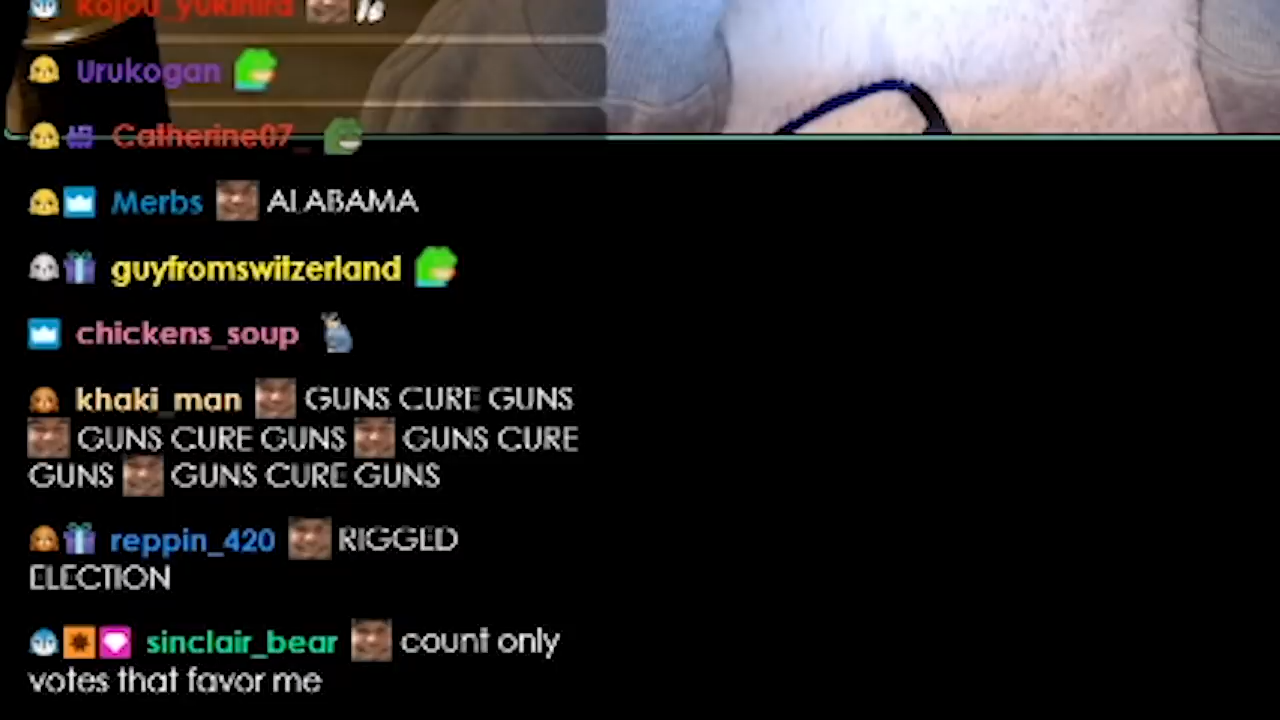 kojou_yukihira
Urukogan
Catherine07_
Merbs ALABAMA
guyfromswitzerland
chickens_soup
khaki_man GUNS CURE GUNS
GUNS CURE GUNS GUNS CURE
GUNS GUNS CURE GUNS
reppin_420 RIGGED
ELECTION
sinclair_bear count only
votes that favor me